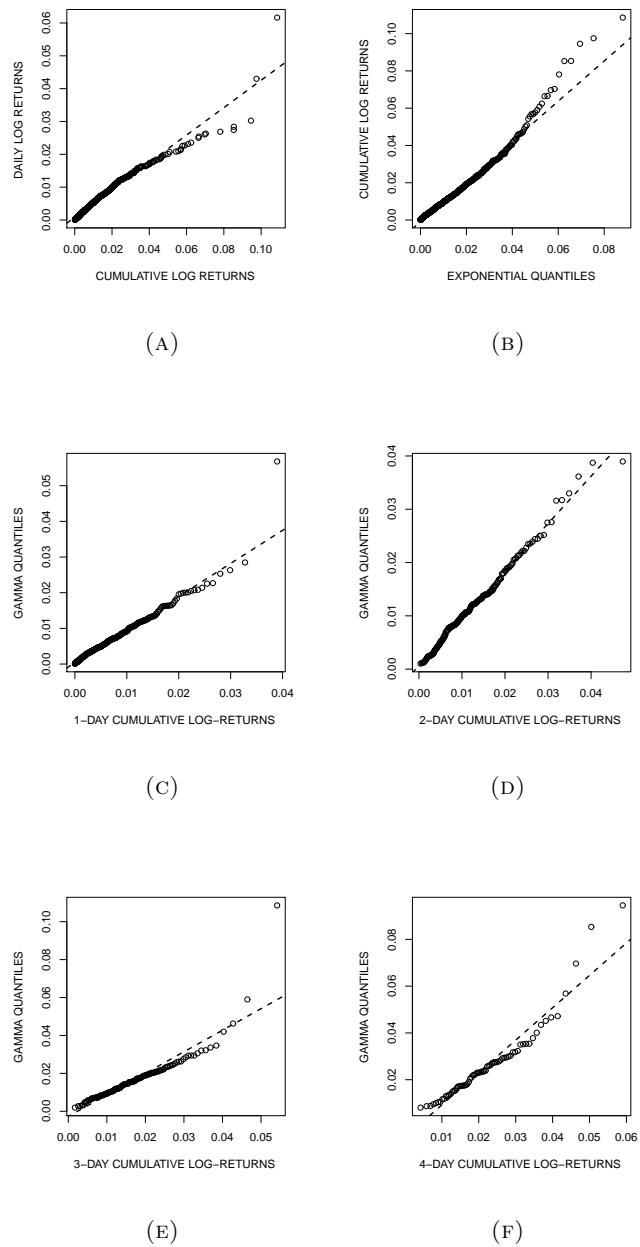 DAILY LOG RETURNS
0.00 0.01 0.02 0.03 0.04 0.05 0.06
0.00 0.02 0.04 0.06 0.08 0.10
CUMULATIVE LOG RETURNS
(A)
CUMULATIVE LOG RETURNS
0.00 0.02 0.04 0.06 0.08 0.10
0.00 0.02 0.04 0.06 0.08
EXPONENTIAL QUANTILES
(B)
GAMMA QUANTILES
0.00 0.01 0.02 0.03 0.04 0.05
0.00 0.01 0.02 0.03 0.04
1–DAY CUMULATIVE LOG–RETURNS
(C)
GAMMA QUANTILES
0.00 0.01 0.02 0.03 0.04
0.00 0.01 0.02 0.03 0.04
2–DAY CUMULATIVE LOG–RETURNS
(D)
GAMMA QUANTILES
0.00 0.02 0.04 0.06 0.08 0.10
0.00 0.01 0.02 0.03 0.04 0.05
3–DAY CUMULATIVE LOG–RETURNS
(E)
GAMMA QUANTILES
0.02 0.04 0.06 0.08
0.01 0.02 0.03 0.04 0.05 0.06
4–DAY CUMULATIVE LOG–RETURNS
(F)